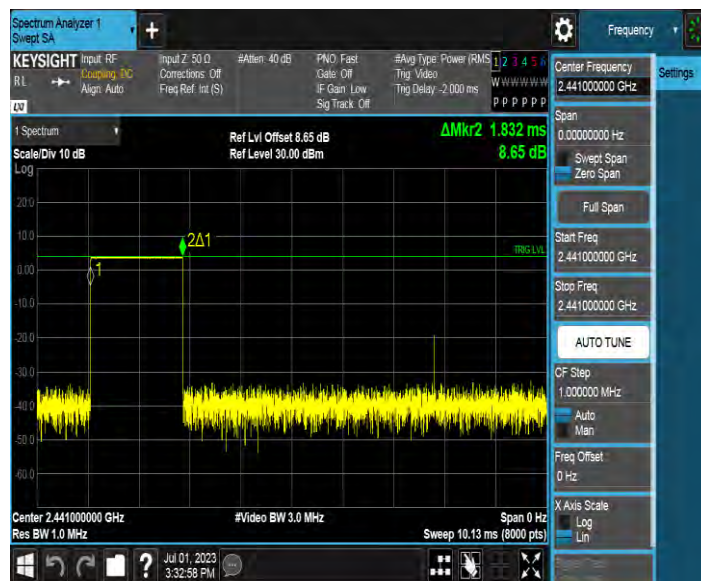 Spectrum Analyzer 1
Swept SA
+
Frequency
KEYSIGHT
RL
Input: RF
Coupling: DC
Align: Auto
Input Z: 50 Ω
Corrections: Off
Freq Ref: Int (S)
#Atten: 40 dB
PNO: Fast
Gate: Off
IF Gain: Low
Sig Track: Off
#Avg Type: Power (RMS
Trig: Video
Trig Delay: -2.000 ms
1 2 3 4 5 6
W W W W W W
P P P P P P
1 Spectrum
Scale/Div 10 dB
Ref Lvl Offset 8.65 dB
Ref Level 30.00 dBm
ΔMkr2 1.832 ms
8.65 dB
Log
20.0
10.0
0.00
-10.0
-20.0
-30.0
-40.0
-50.0
-60.0
2Δ1
1
TRIG LVL
Center 2.441000000 GHz
Res BW 1.0 MHz
#Video BW 3.0 MHz
Span 0 Hz
Sweep 10.13 ms (8000 pts)
Center Frequency
2.441000000 GHz
Settings
Span
0.00000000 Hz
Swept Span
Zero Span
Full Span
Start Freq
2.441000000 GHz
Stop Freq
2.441000000 GHz
AUTO TUNE
CF Step
1.000000 MHz
Auto
Man
Freq Offset
0 Hz
X Axis Scale
Log
Lin
?
Jul 01, 2023
3:32:58 PM